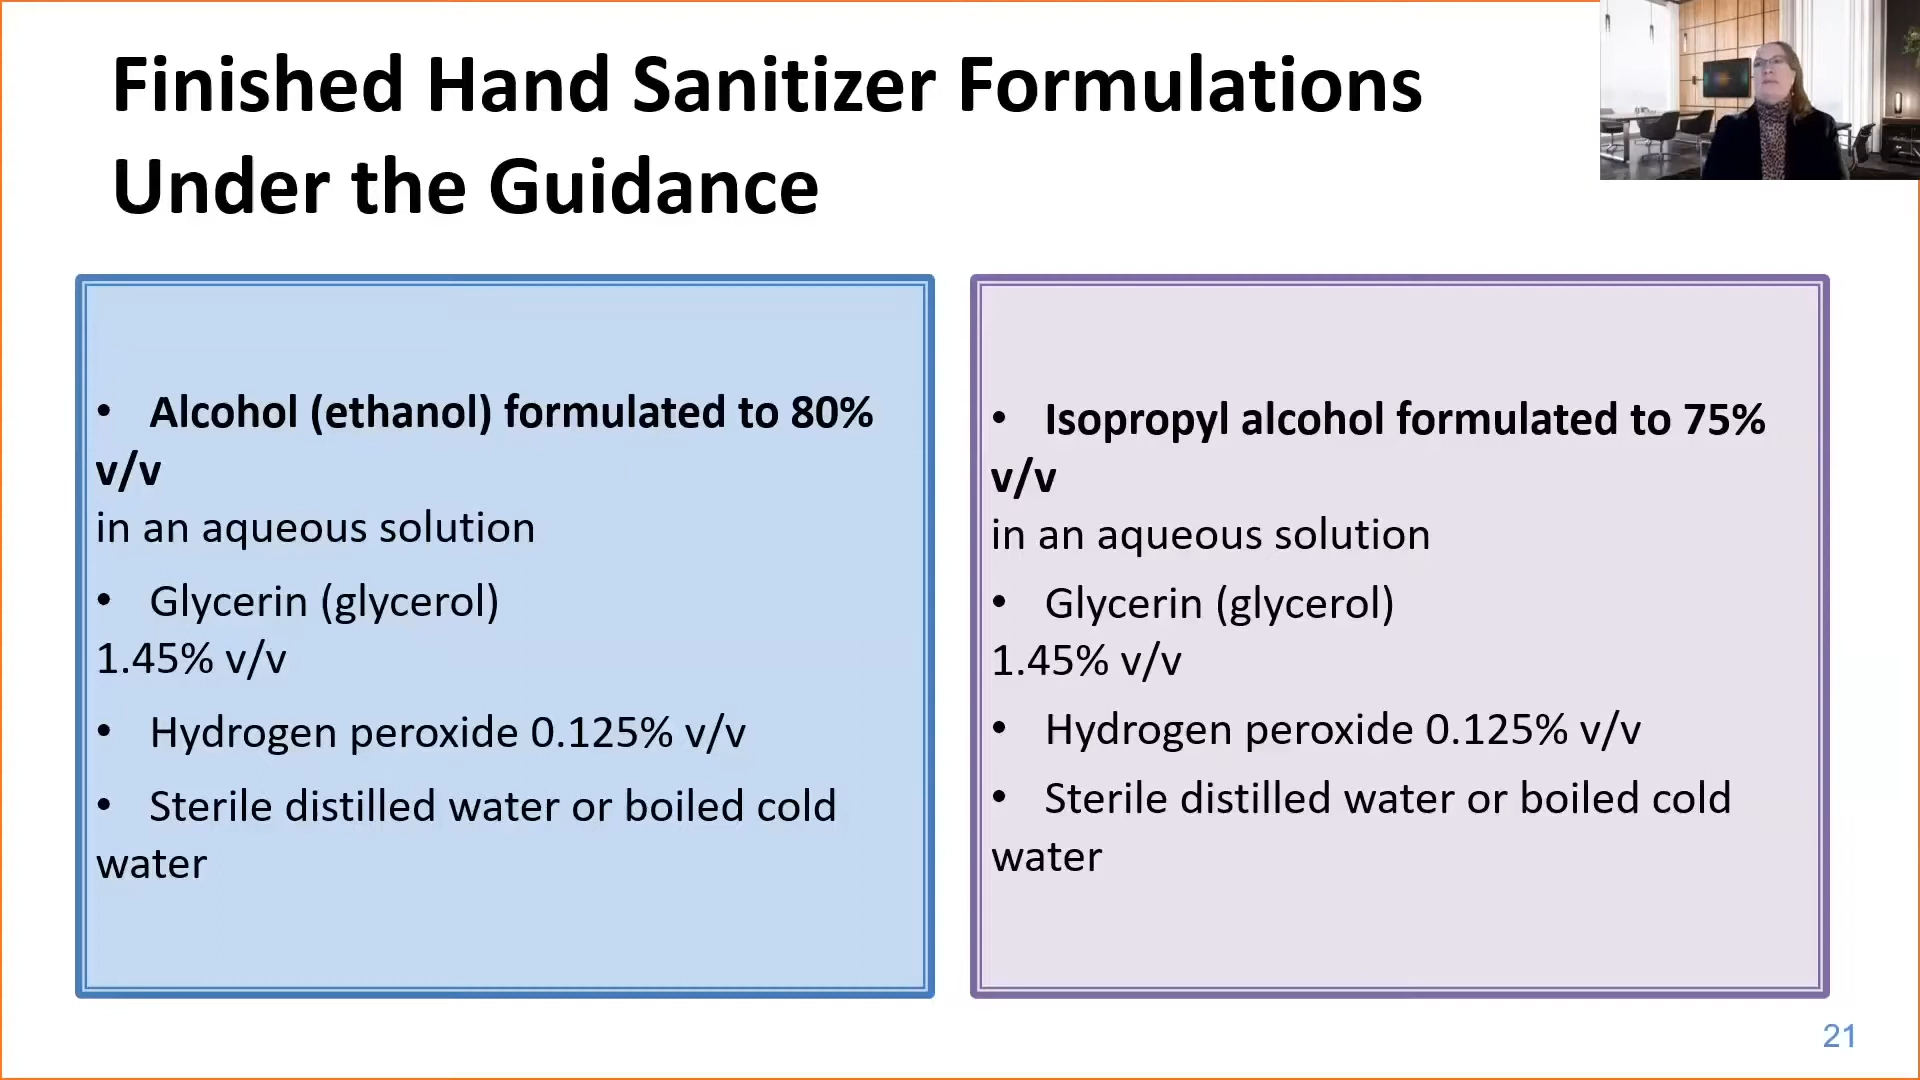 Finished Hand Sanitizer Formulations
Under the Guidance
• Alcohol (ethanol) formulated to 80%
v/v
in an aqueous solution
• Glycerin (glycerol)
1.45% v/v
• Hydrogen peroxide 0.125% v/v
• Sterile distilled water or boiled cold
water
• Isopropyl alcohol formulated to 75%
v/v
in an aqueous solution
• Glycerin (glycerol)
1.45% v/v
• Hydrogen peroxide 0.125% v/v
• Sterile distilled water or boiled cold
water
21